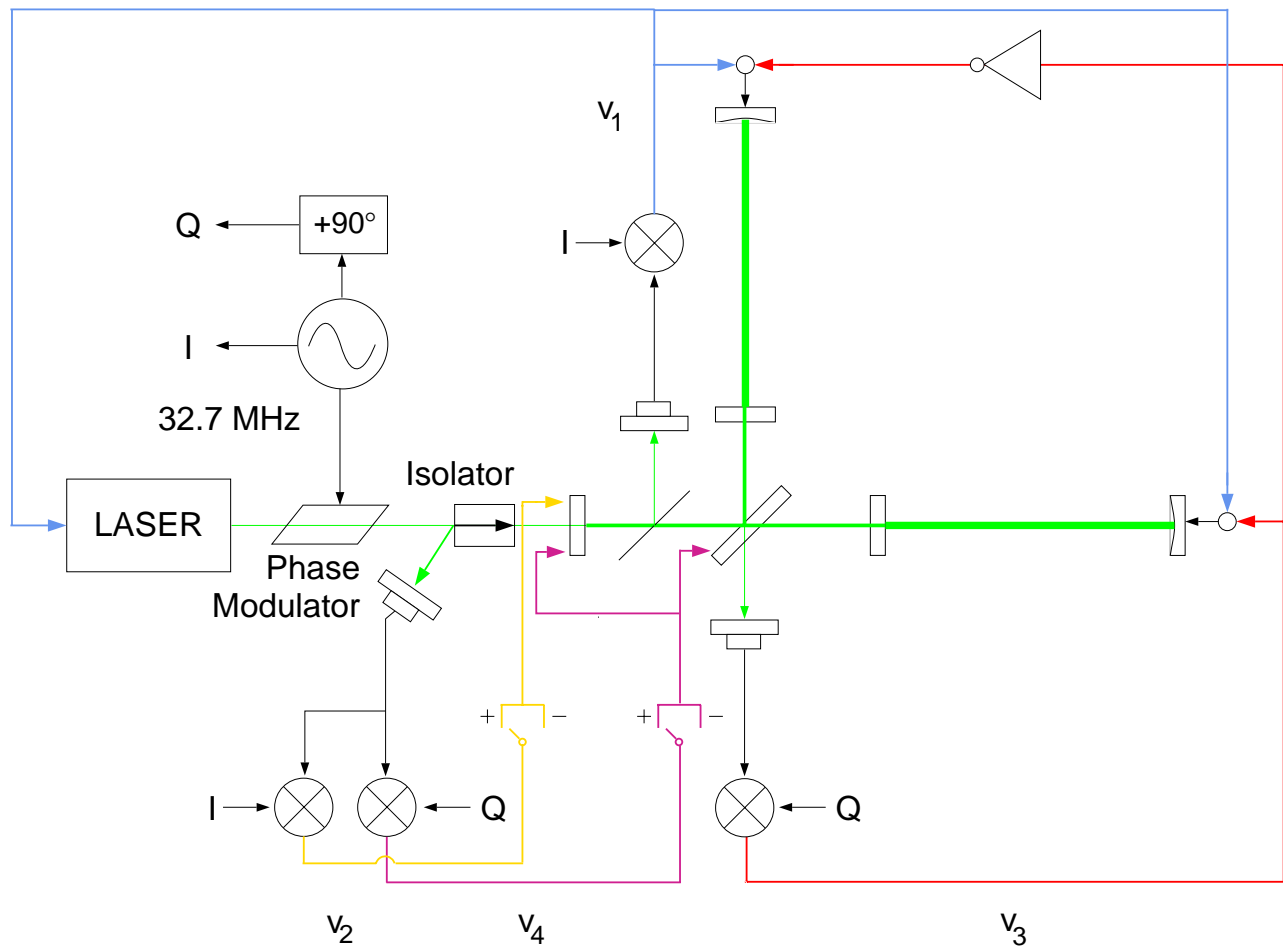 v1
+90°
Q
I
I
32.7 MHz
Isolator
LASER
Phase
Modulator
+ −
+ −
I
Q
Q
v2
v4
v3